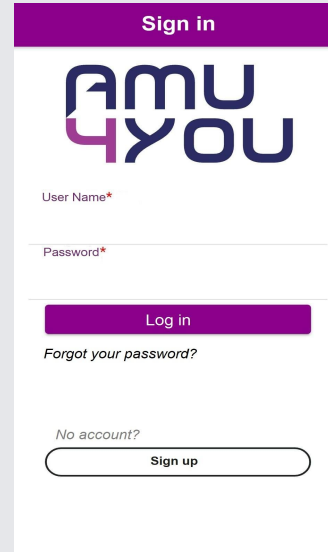 Sign in
AMU
4YOU
User Name*
Password*
Log in
Forgot your password?
No account?
Sign up